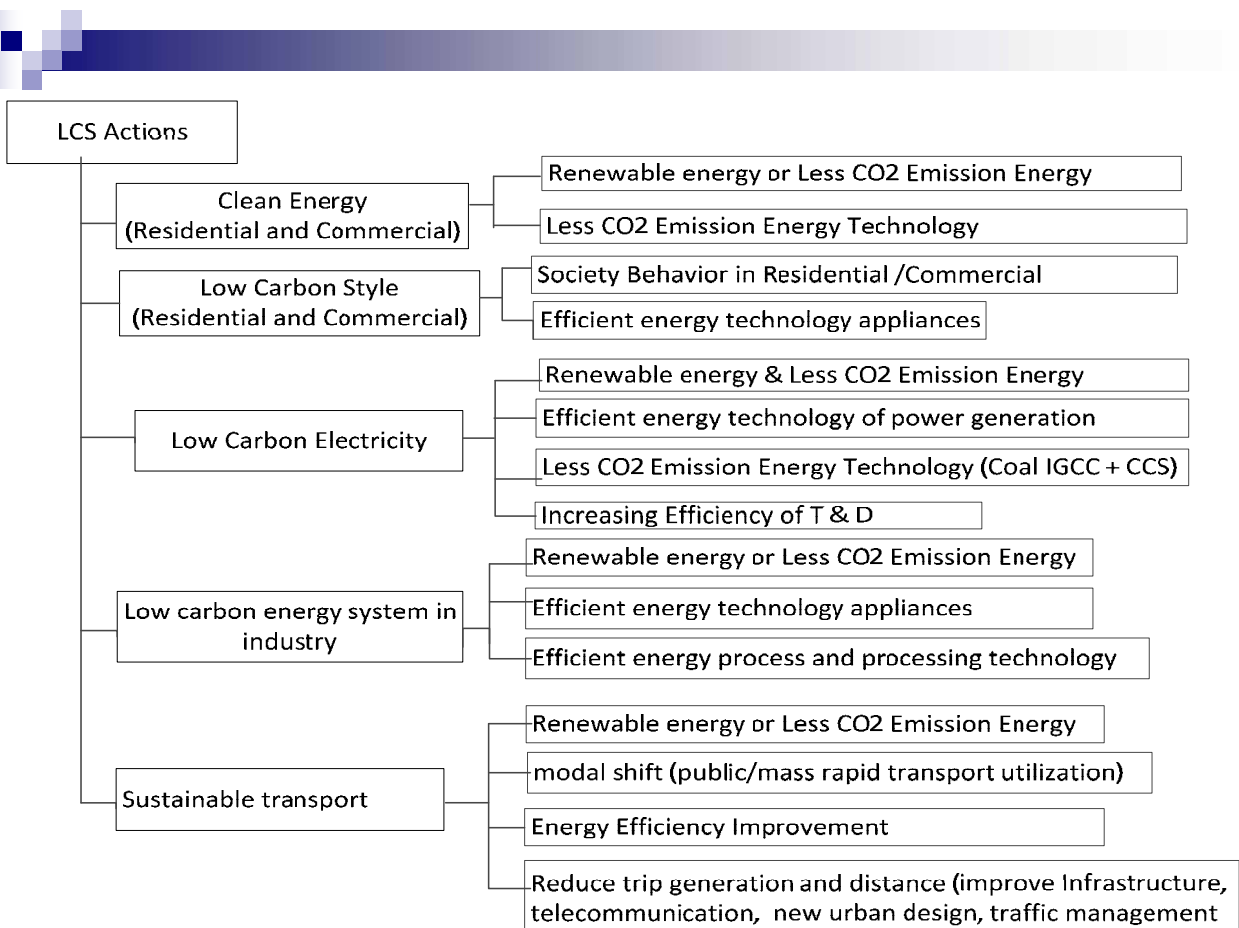 LCS Actions
Clean Energy
(Residential and Commercial)
Renewable energy or Less CO2 Emission Energy
Less CO2 Emission Energy Technology
Low Carbon Style
(Residential and Commercial)
Society Behavior in Residential /Commercial
Efficient energy technology appliances
Low Carbon Electricity
Renewable energy & Less CO2 Emission Energy
Efficient energy technology of power generation
Less CO2 Emission Energy Technology (Coal IGCC + CCS)
Increasing Efficiency of T & D
Low carbon energy system in
industry
Renewable energy or Less CO2 Emission Energy
Efficient energy technology appliances
Efficient energy process and processing technology
Sustainable transport
Renewable energy or Less CO2 Emission Energy
modal shift (public/mass rapid transport utilization)
Energy Efficiency Improvement
Reduce trip generation and distance (improve Infrastructure,
telecommunication, new urban design, traffic management